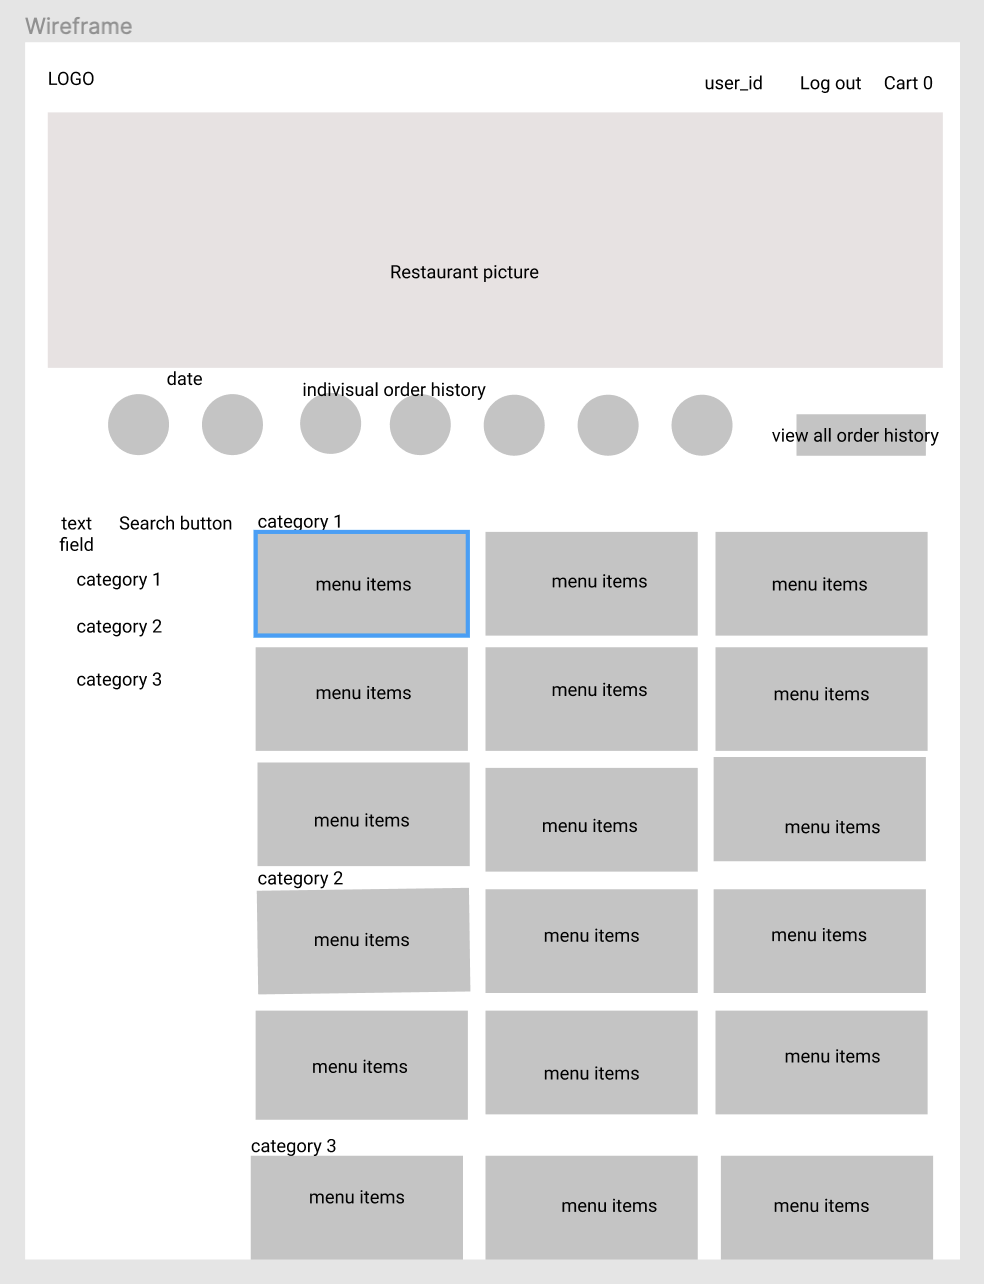 Wireframe
LOGO
user_id
Log out
Cart 0
Restaurant picture
date
indivisual order history
view all order history
text
field
Search button
category 1
category 2
category 3
category 1
menu items
menu items
menu items
menu items
menu items
menu items
menu items
menu items
menu items
category 2
menu items
menu items
menu items
menu items
menu items
menu items
category 3
menu items
menu items
menu items